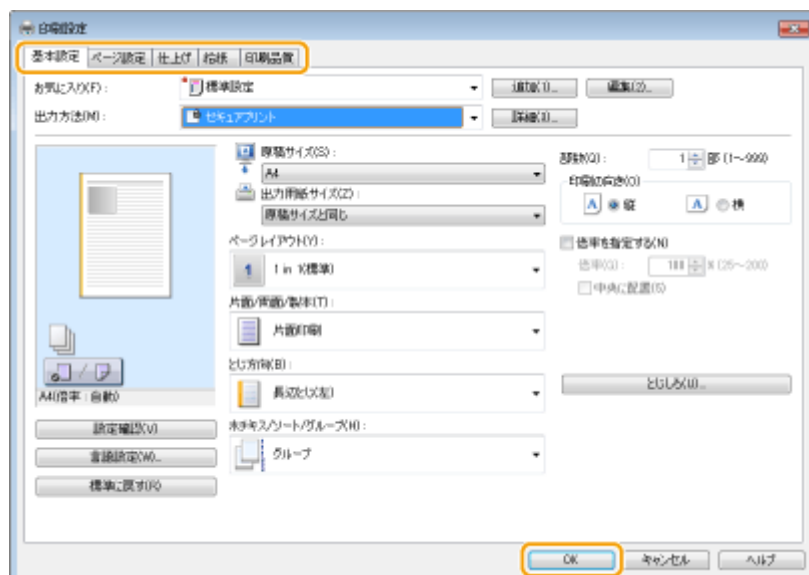 印刷設定
基本設定 ページ設定 仕上げ 給紙 印刷品質
お気に入り(F): 標準設定 追加(1)... 編集(2)...
出力方法(M): セキュアプリント 詳細(3)...
原稿サイズ(S):
A4
出力用紙サイズ(Z):
原稿サイズと同じ
ページレイアウト(Y):
1 1 in 1(標準)
片面/両面/製本(T):
片面印刷
とじ方向(B):
長辺とじ(左)
ホチキス/ソート/グループ(H):
グループ
部数(Q): 1 部 (1～999)
印刷の向き(O)
A 縦 A 横
倍率を指定する(N)
倍率(G): 100 % (25～200)
中央に配置(5)
とじしろ(U)...
A4(倍率:自動)
設定確認(V)
言語設定(W)...
標準に戻す(R)
OK キャンセル ヘルプ